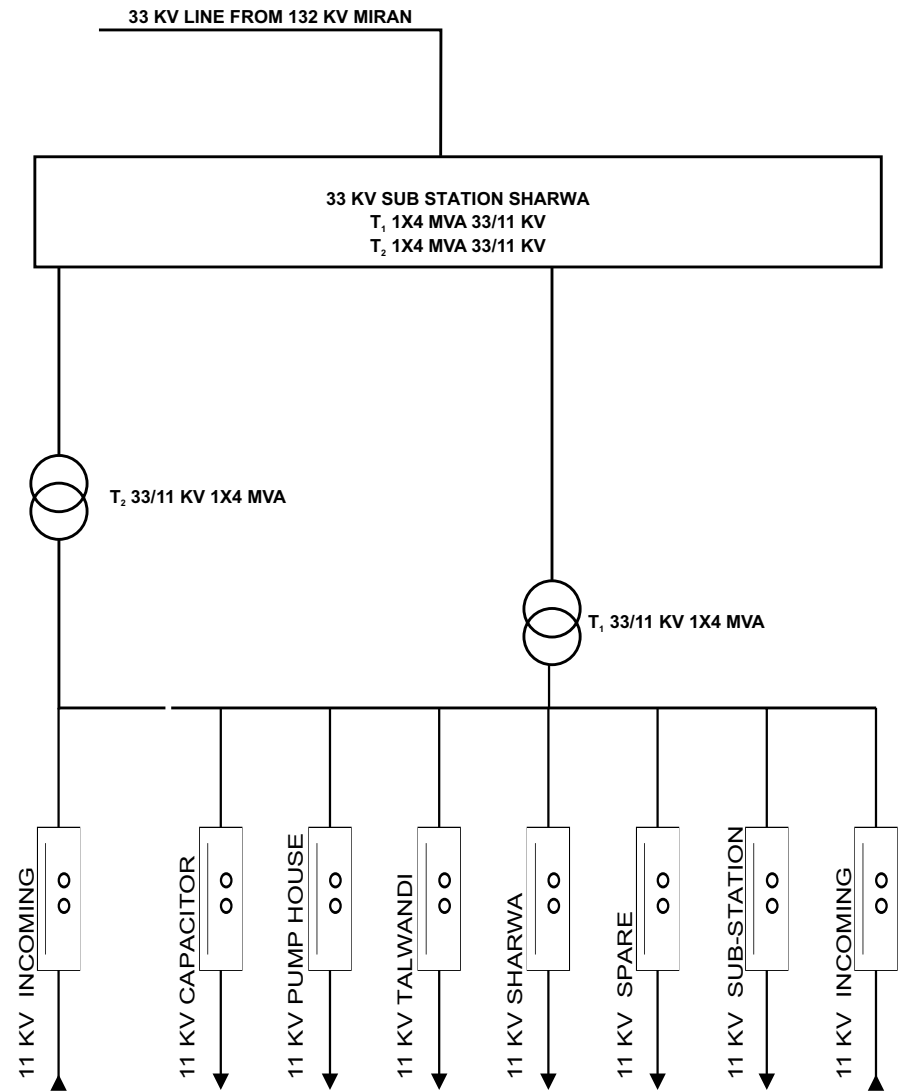 33 KV LINE FROM 132 KV MIRAN
33 KV SUB STATION SHARWA
T₁ 1X4 MVA 33/11 KV
T₂ 1X4 MVA 33/11 KV
T₂ 33/11 KV 1X4 MVA
T₁ 33/11 KV 1X4 MVA
11 KV INCOMING
11 KV CAPACITOR
11 KV PUMP HOUSE
11 KV TALWANDI
11 KV SHARWA
11 KV SPARE
11 KV SUB-STATION
11 KV INCOMING